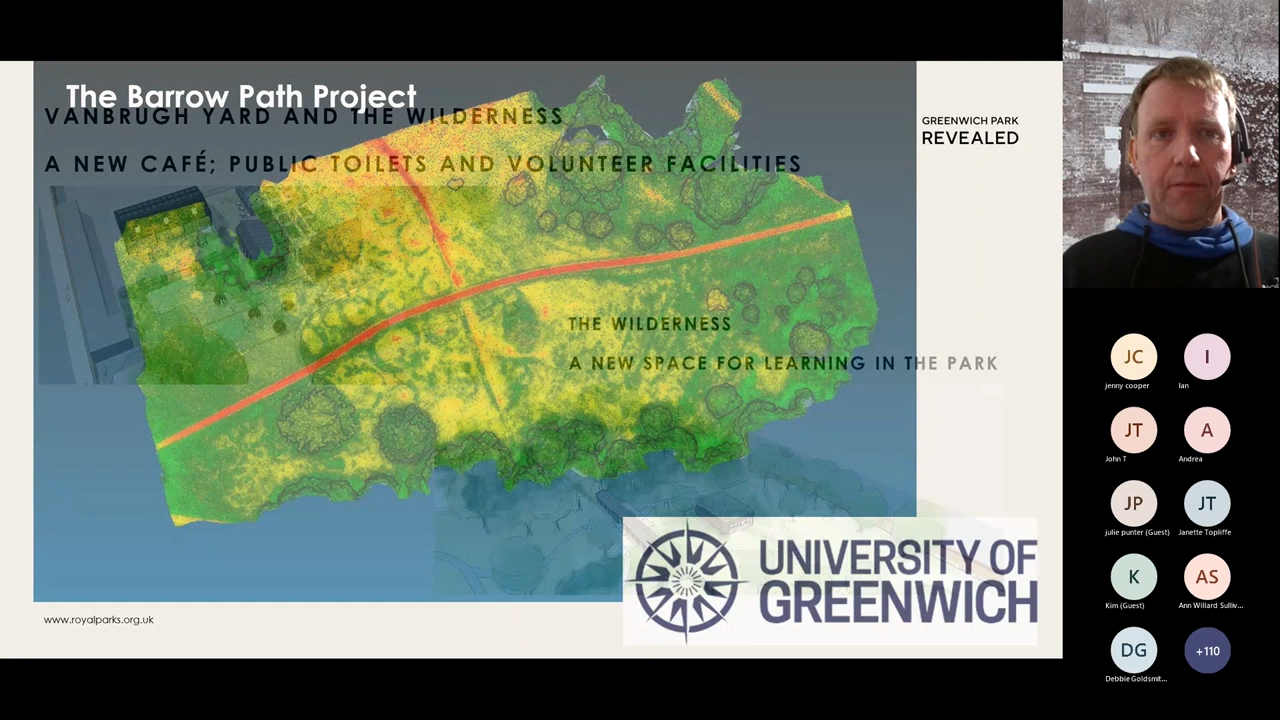 The Barrow Path Project
VANBRUGH YARD AND THE WILDERNESS
A NEW CAFÉ; PUBLIC TOILETS AND VOLUNTEER FACILITIES
GREENWICH PARK
REVEALED
THE WILDERNESS
A NEW SPACE FOR LEARNING IN THE PARK
UNIVERSITY OF
GREENWICH
www.royalparks.org.uk
JC
jenny cooper
I
Ian
JT
John T
A
Andrea
JP
julie punter (Guest)
JT
Janette Topliffe
K
Kim (Guest)
AS
Ann Willard Sulliv...
DG
Debbie Goldsmit...
+110